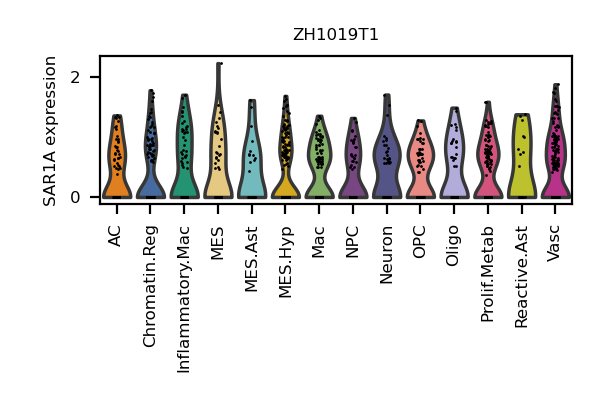 ZH1019T1
SAR1A expression
2
0
AC
Chromatin.Reg
Inflammatory.Mac
MES
MES.Ast
MES.Hyp
Mac
NPC
Neuron
OPC
Oligo
Prolif.Metab
Reactive.Ast
Vasc